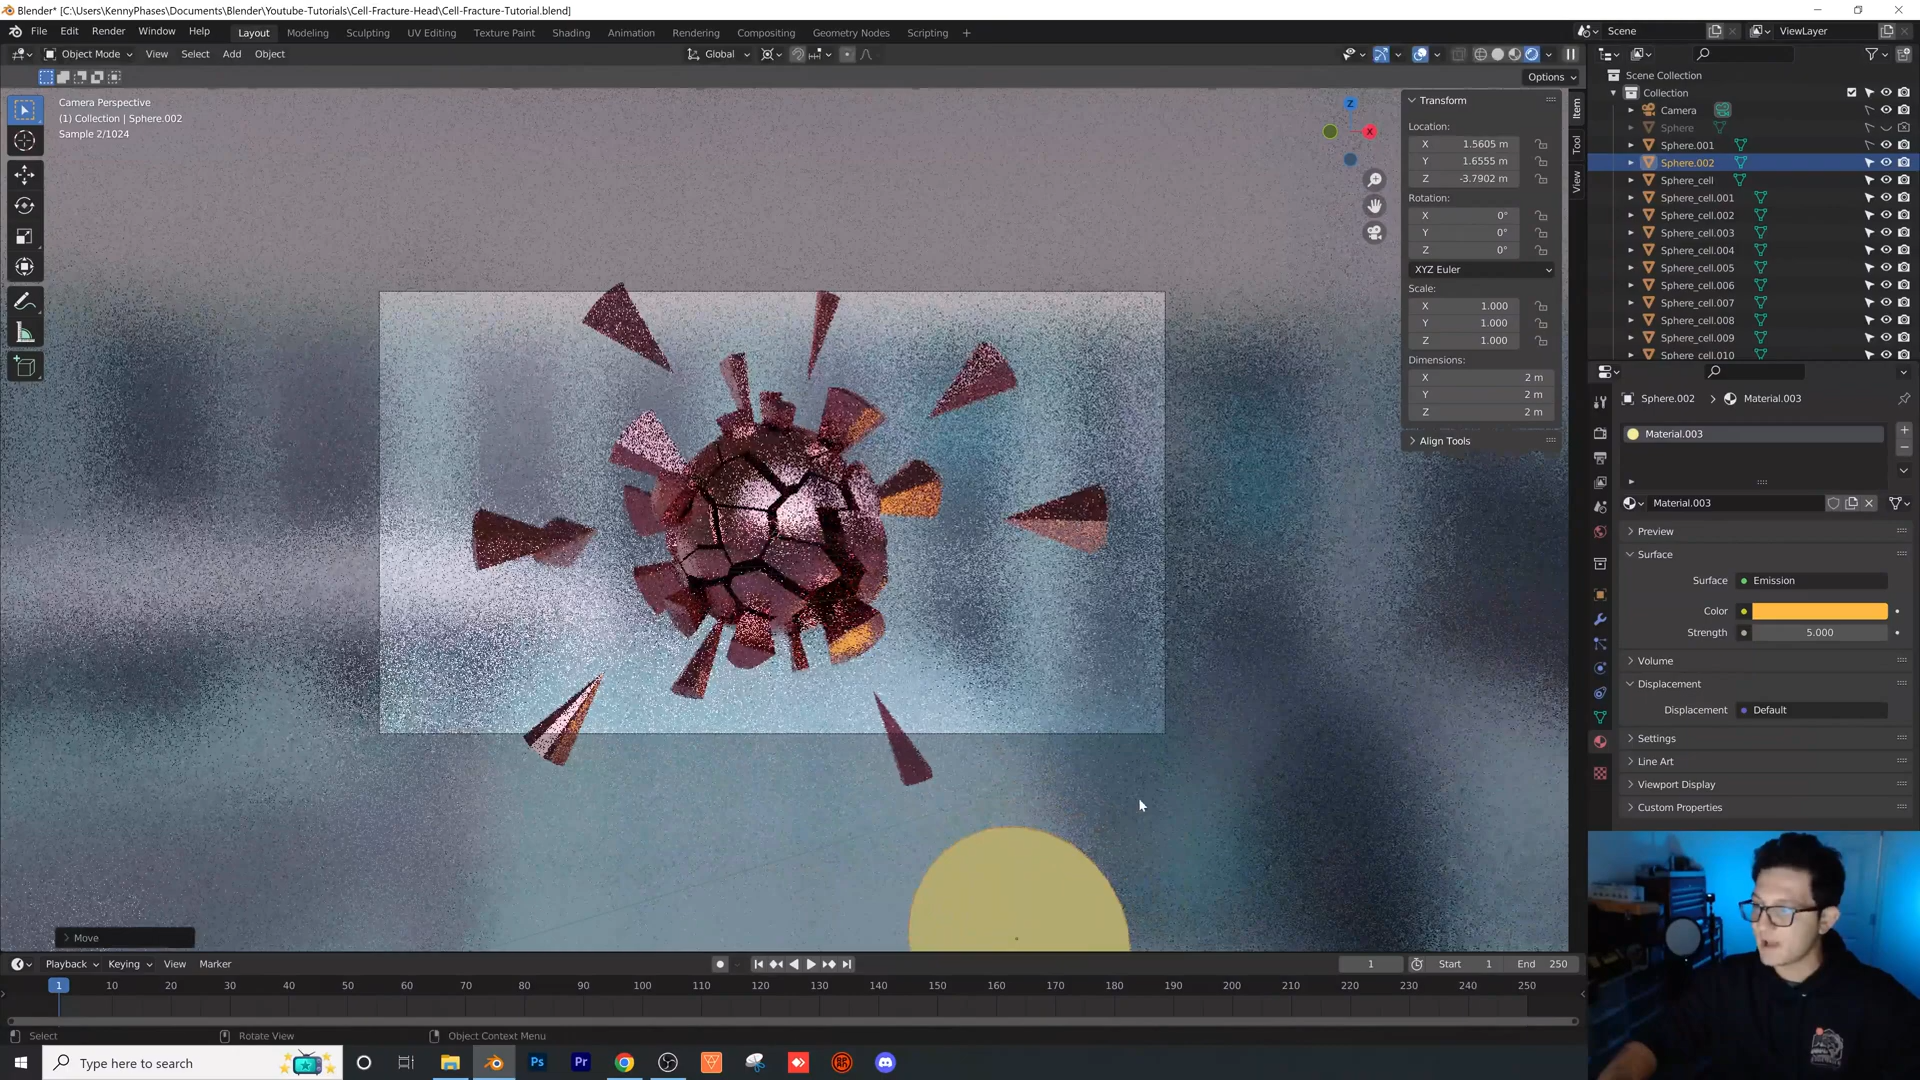 Blender* [C:\Users\KennyPhases\Documents\Blender\Youtube-Tutorials\Cell-Fracture-Head\Cell-Fracture-Tutorial.blend]
File Edit Render Window Help Layout Modeling Sculpting UV Editing Texture Paint Shading Animation Rendering Compositing Geometry Nodes Scripting + Scene ViewLayer
Object Mode View Select Add Object Global
Options
Camera Perspective
(1) Collection | Sphere.002
Sample 2/1024
Z
X
Transform
Location:
X 1.5605 m
Y 1.6555 m
Z -3.7902 m
Rotation:
X 0°
Y 0°
Z 0°
XYZ Euler
Scale:
X 1.000
Y 1.000
Z 1.000
Dimensions:
X 2 m
Y 2 m
Z 2 m
Align Tools
Item
Tool
View
Scene Collection
Collection
Camera
Sphere
Sphere.001
Sphere.002
Sphere_cell
Sphere_cell.001
Sphere_cell.002
Sphere_cell.003
Sphere_cell.004
Sphere_cell.005
Sphere_cell.006
Sphere_cell.007
Sphere_cell.008
Sphere_cell.009
Sphere_cell.010
Sphere.002 > Material.003
Material.003
Material.003
Preview
Surface
Surface Emission
Color
Strength 5.000
Volume
Displacement
Displacement Default
Settings
Line Art
Viewport Display
Custom Properties
Move
Playback Keying View Marker 1 Start 1 End 250
1 10 20 30 40 50 60 70 80 90 100 110 120 130 140 150 160 170 180 190 200 210 220 230 240 250
Select Rotate View Object Context Menu
Type here to search Ps Pr